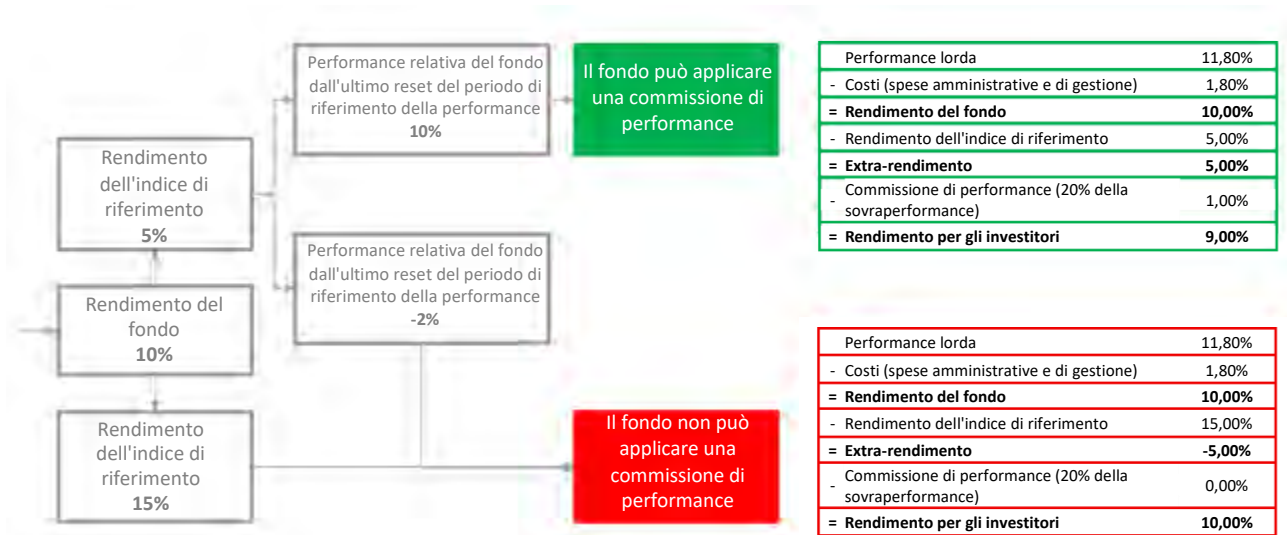 Performance relativa del fondo
dall'ultimo reset del periodo di
riferimento della performance
10%
Il fondo può applicare
una commissione di
performance
Rendimento
dell'indice di
riferimento
5%
Performance relativa del fondo
dall'ultimo reset del periodo di
riferimento della performance
-2%
Rendimento del
fondo
10%
Rendimento
dell'indice di
riferimento
15%
Il fondo non può
applicare una
commissione di
performance
Performance lorda 11,80%
- Costi (spese amministrative e di gestione) 1,80%
= Rendimento del fondo 10,00%
- Rendimento dell'indice di riferimento 5,00%
= Extra-rendimento 5,00%
- Commissione di performance (20% della
sovraperformance) 1,00%
= Rendimento per gli investitori 9,00%
Performance lorda 11,80%
- Costi (spese amministrative e di gestione) 1,80%
= Rendimento del fondo 10,00%
- Rendimento dell'indice di riferimento 15,00%
= Extra-rendimento -5,00%
- Commissione di performance (20% della
sovraperformance) 0,00%
= Rendimento per gli investitori 10,00%